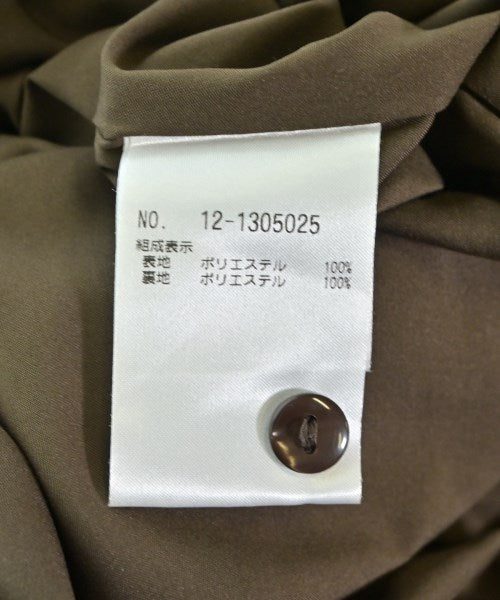 NO. 12-1305025
組成表示
表地 ポリエステル 100%
裏地 ポリエステル 100%